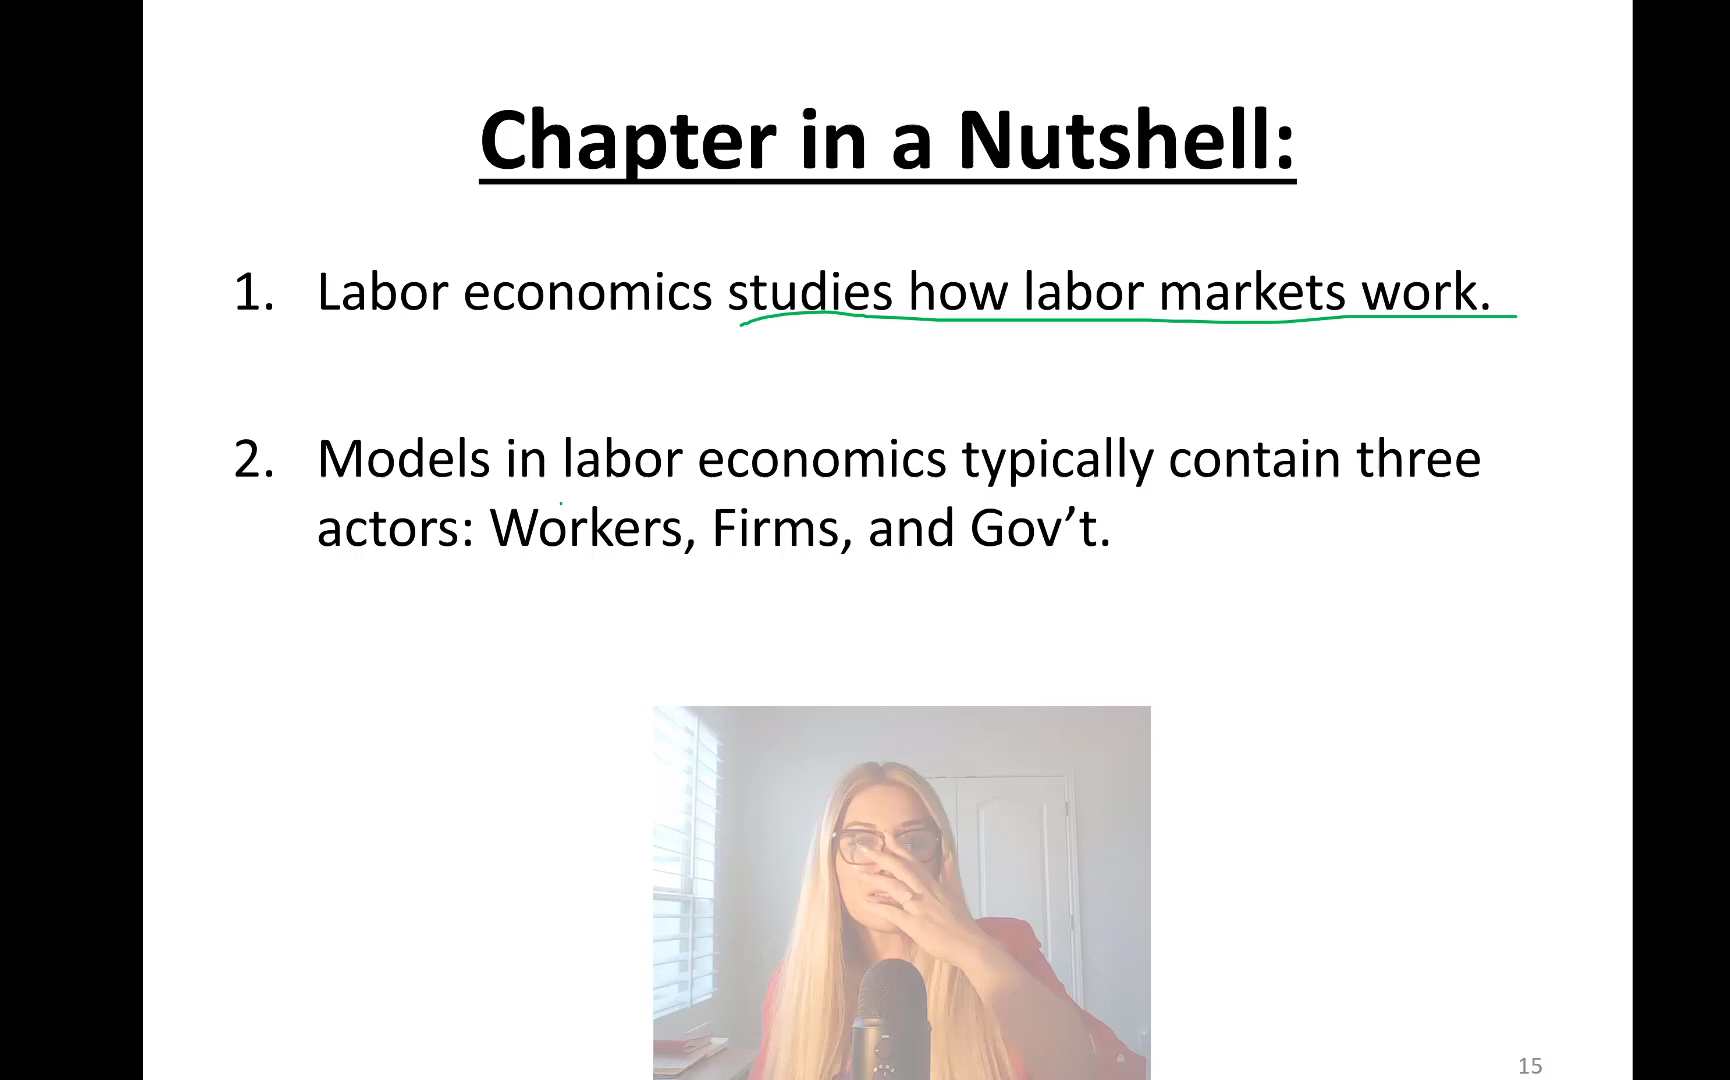 Chapter in a Nutshell:
1. Labor economics studies how labor markets work.
2. Models in labor economics typically contain three
actors: Workers, Firms, and Gov’t.
15